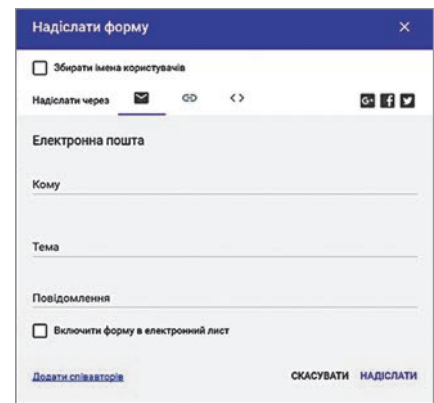 Надіслати форму
Збирати імена користувачів
Надіслати через
Електронна пошта
Кому
Тема
Повідомлення
Включити форму в електронний лист
Додати співавторів
СКАСУВАТИ НАДІСЛАТИ